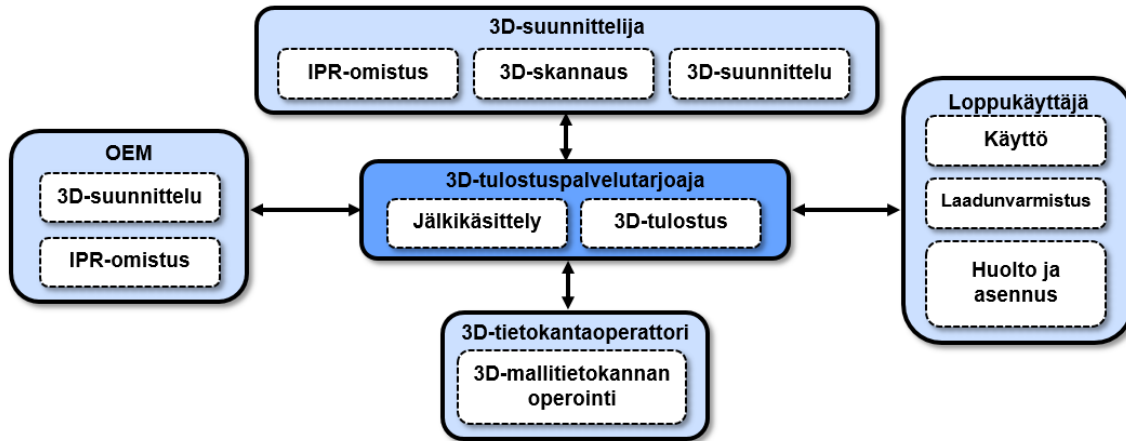 3D-suunnittelija
IPR-omistus
3D-skannaus
3D-suunnittelu
OEM
3D-suunnittelu
IPR-omistus
3D-tulostuspalvelutarjoaja
Jälkikäsittely
3D-tulostus
Loppukäyttäjä
Käyttö
Laadunvarmistus
Huolto ja
asennus
3D-tietokantaoperattori
3D-mallitietokannan
operointi